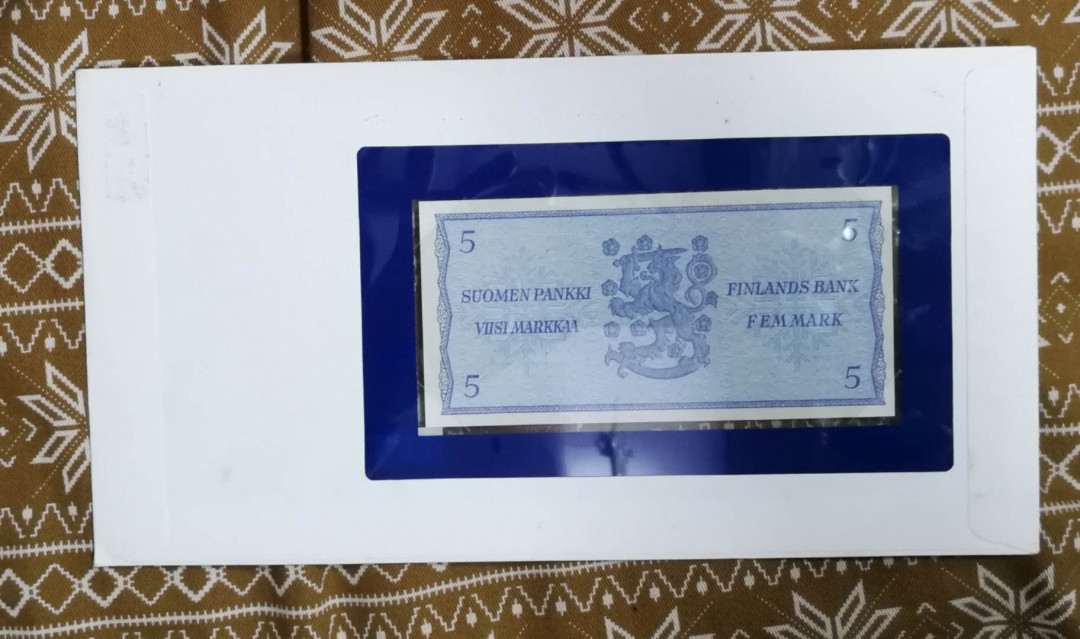 5
5
SUOMEN PANKKI
FINLANDS BANK
VIISI MARKKAA
FEM MARK
5
5